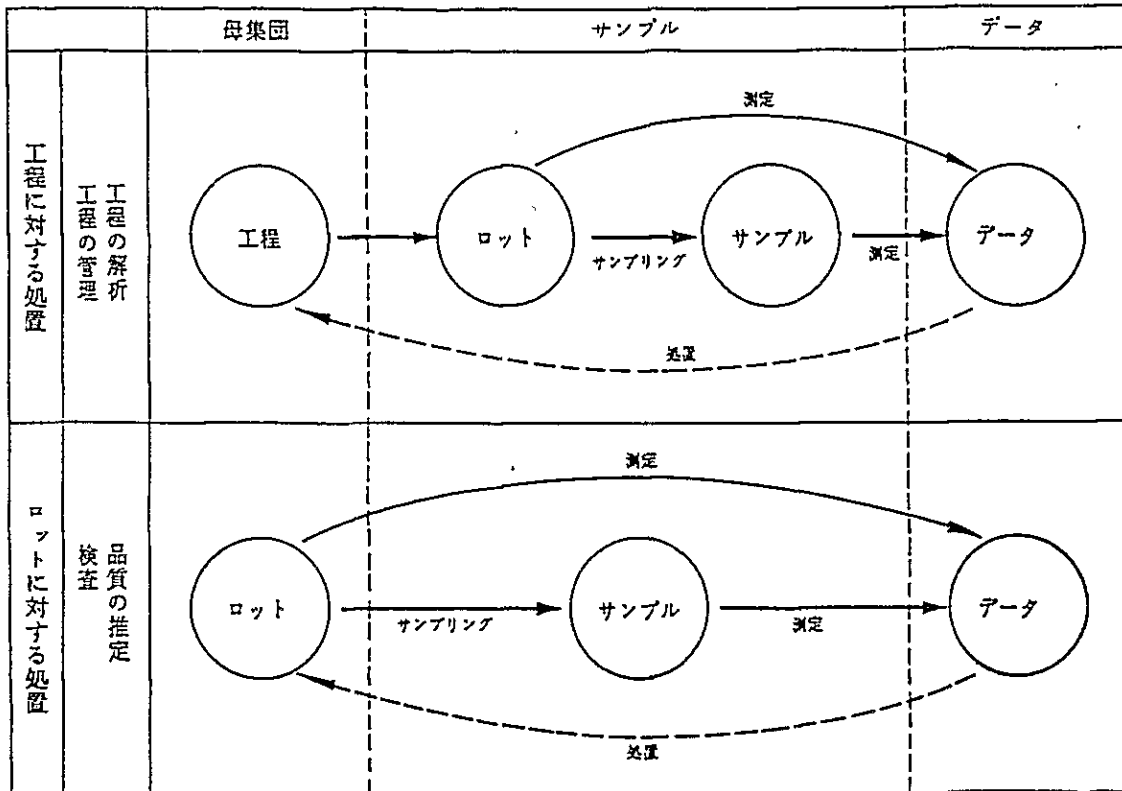 母集団
サンプル
データ
工程に対する処置
工程の解析
工程の管理
測定
工程
ロット
サンプリング
サンプル
測定
データ
処置
ロットに対する処置
品質の推定
検査
測定
ロット
サンプリング
サンプル
測定
データ
処置